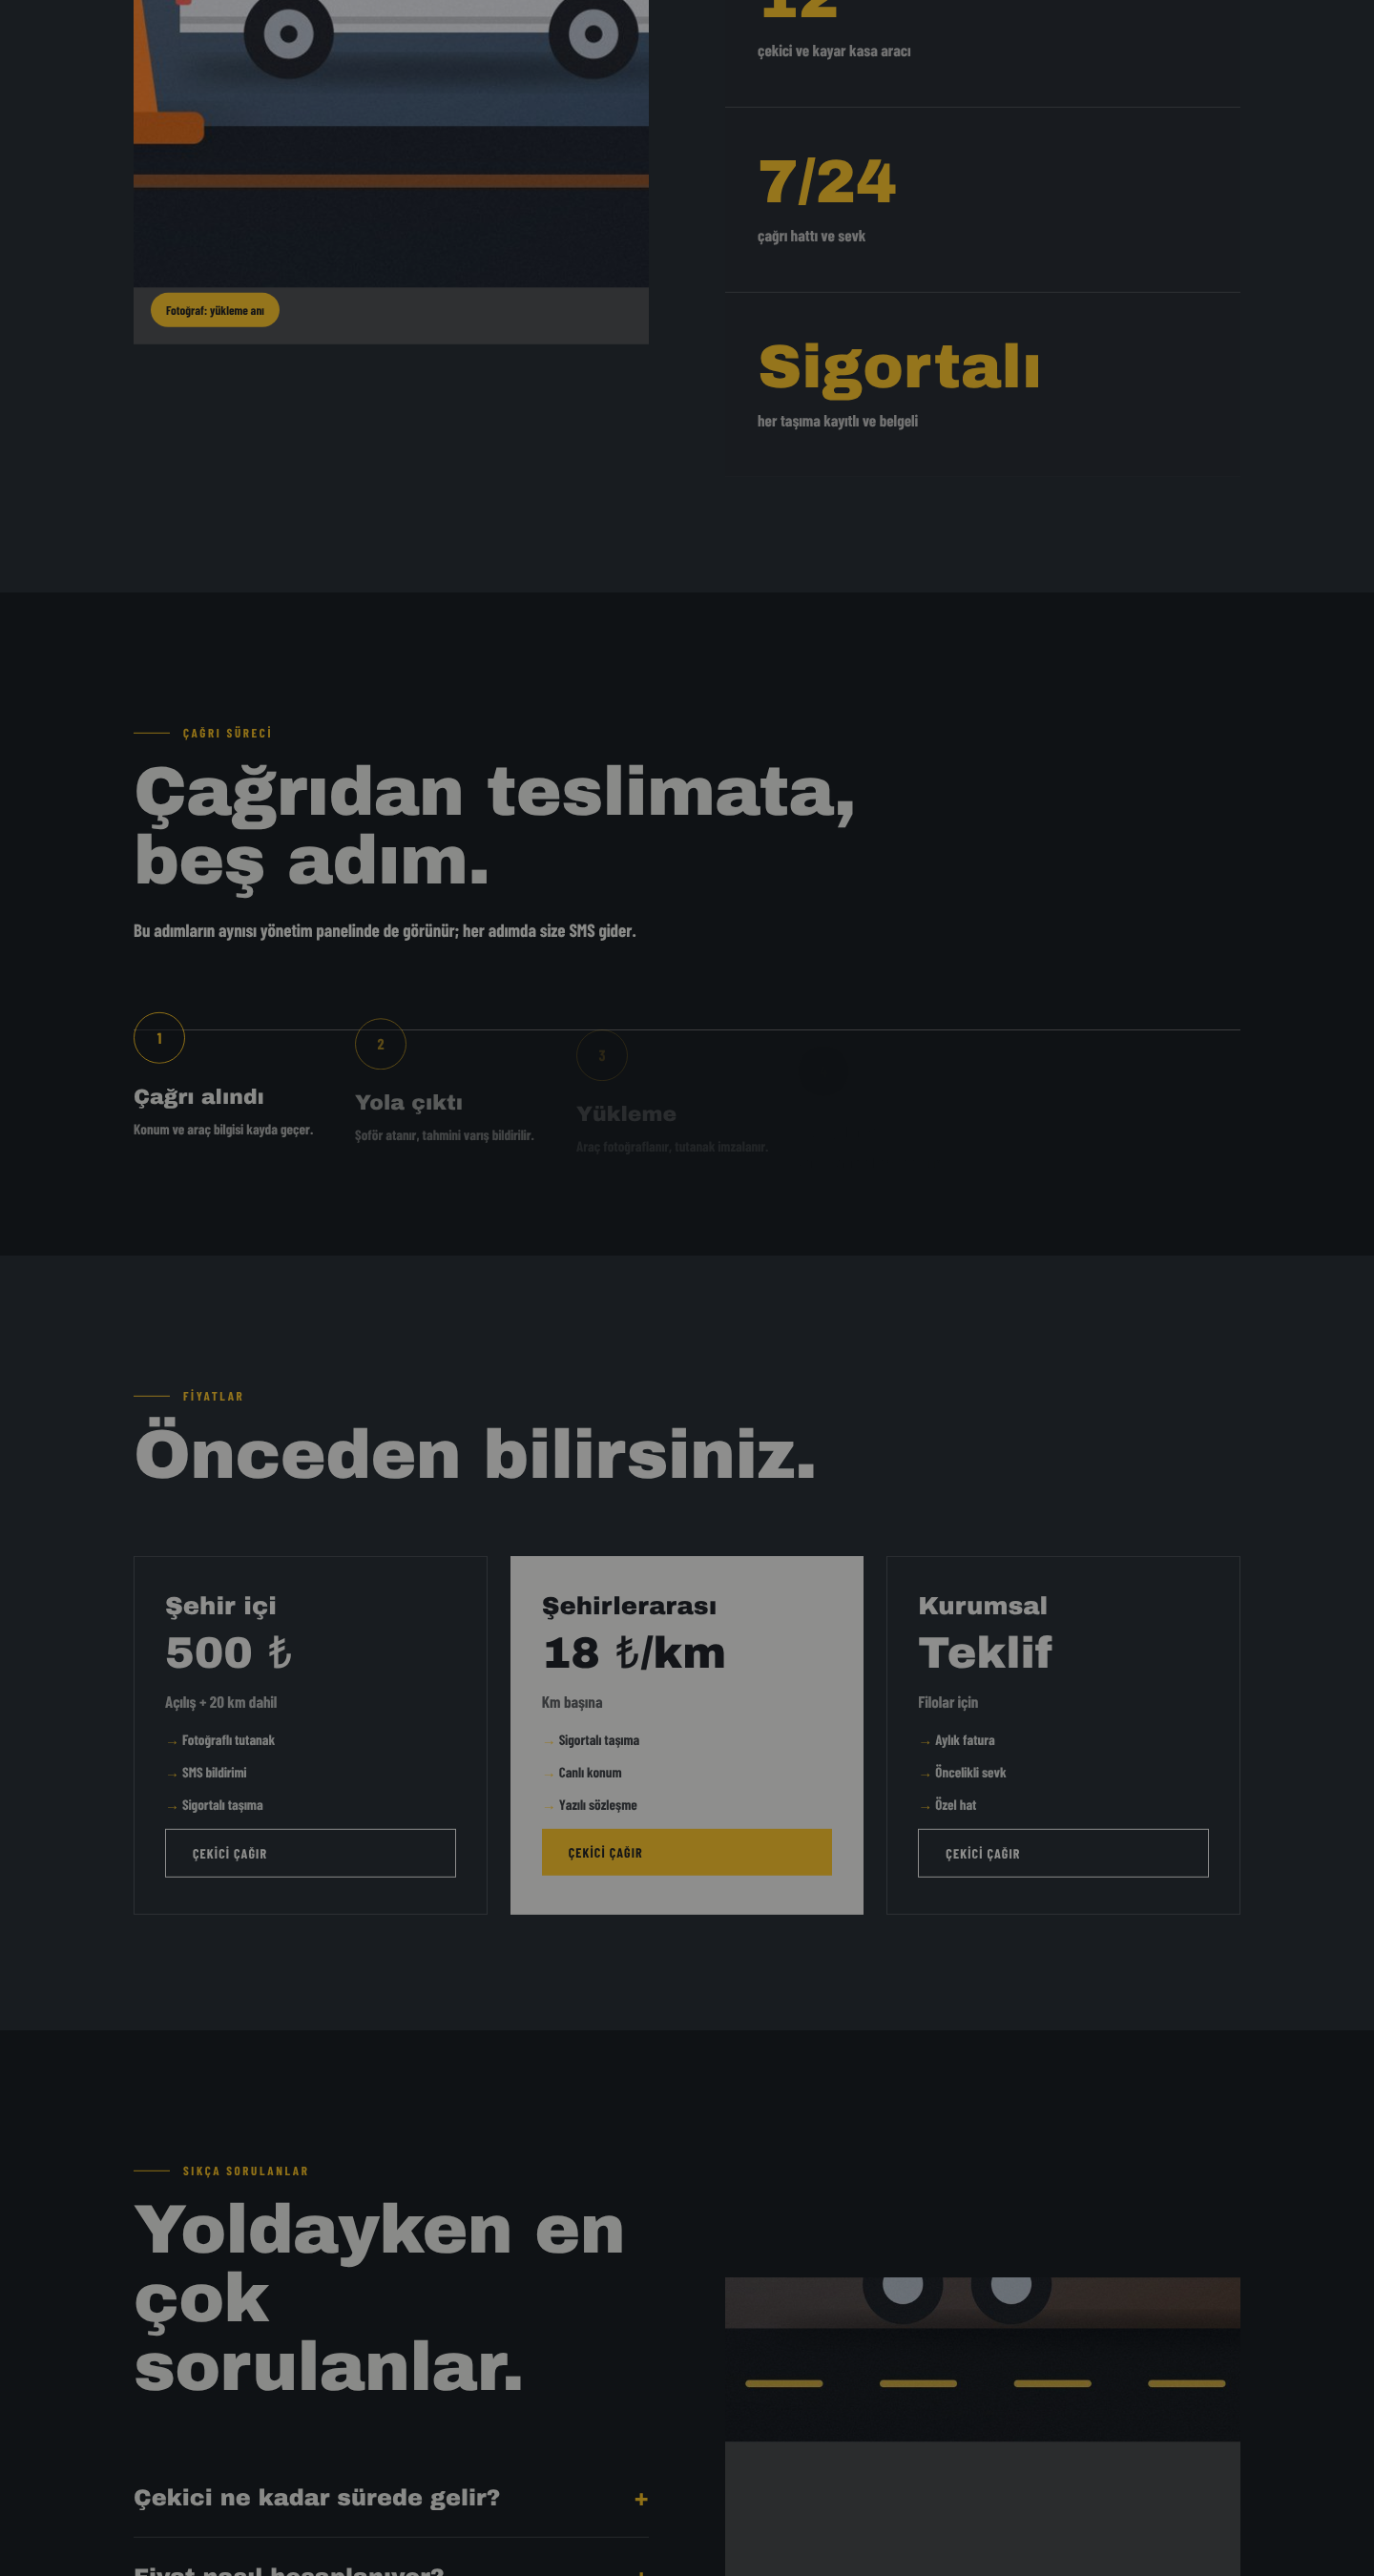 12
çekici ve kayar kasa aracı
7/24
çağrı hattı ve sevk
Fotoğraf: yükleme anı
Sigortalı
her taşıma kayıtlı ve belgeli
ÇAĞRI SÜRECİ
Çağrıdan teslimata,
beş adım.
Bu adımların aynısı yönetim panelinde de görünür; her adımda size SMS gider.
1
Çağrı alındı
Konum ve araç bilgisi kayda geçer.
2
Yola çıktı
Şoför atanır, tahmini varış bildirilir.
3
Yükleme
Araç fotoğraflanır, tutanak imzalanır.
FİYATLAR
Önceden bilirsiniz.
Şehir içi
500 ₺
Açılış + 20 km dahil
→ Fotoğraflı tutanak
→ SMS bildirimi
→ Sigortalı taşıma
ÇEKİCİ ÇAĞIR
Şehirlerarası
18 ₺/km
Km başına
→ Sigortalı taşıma
→ Canlı konum
→ Yazılı sözleşme
ÇEKİCİ ÇAĞIR
Kurumsal
Teklif
Filolar için
→ Aylık fatura
→ Öncelikli sevk
→ Özel hat
ÇEKİCİ ÇAĞIR
SIKÇA SORULANLAR
Yoldayken en
çok
sorulanlar.
Çekici ne kadar sürede gelir? +
Fiyat nasıl hesaplanıyor? +